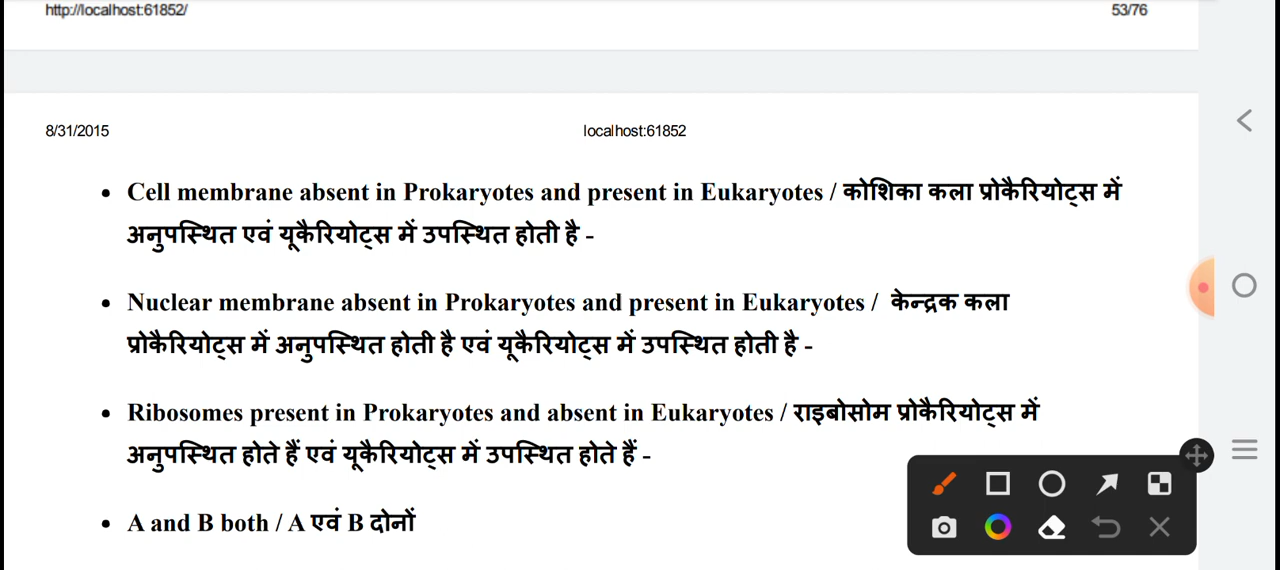 http://localhost:61852/ 53/76
8/31/2015 localhost:61852
• Cell membrane absent in Prokaryotes and present in Eukaryotes / कोशिका कला प्रोकैरियोट्स में
अनुपस्थित एवं यूकैरियोट्स में उपस्थित होती है -
• Nuclear membrane absent in Prokaryotes and present in Eukaryotes / केन्द्रक कला
प्रोकैरियोट्स में अनुपस्थित होती है एवं यूकैरियोट्स में उपस्थित होती है -
• Ribosomes present in Prokaryotes and absent in Eukaryotes / राइबोसोम प्रोकैरियोट्स में
अनुपस्थित होते हैं एवं यूकैरियोट्स में उपस्थित होते हैं -
• A and B both / A एवं B दोनों